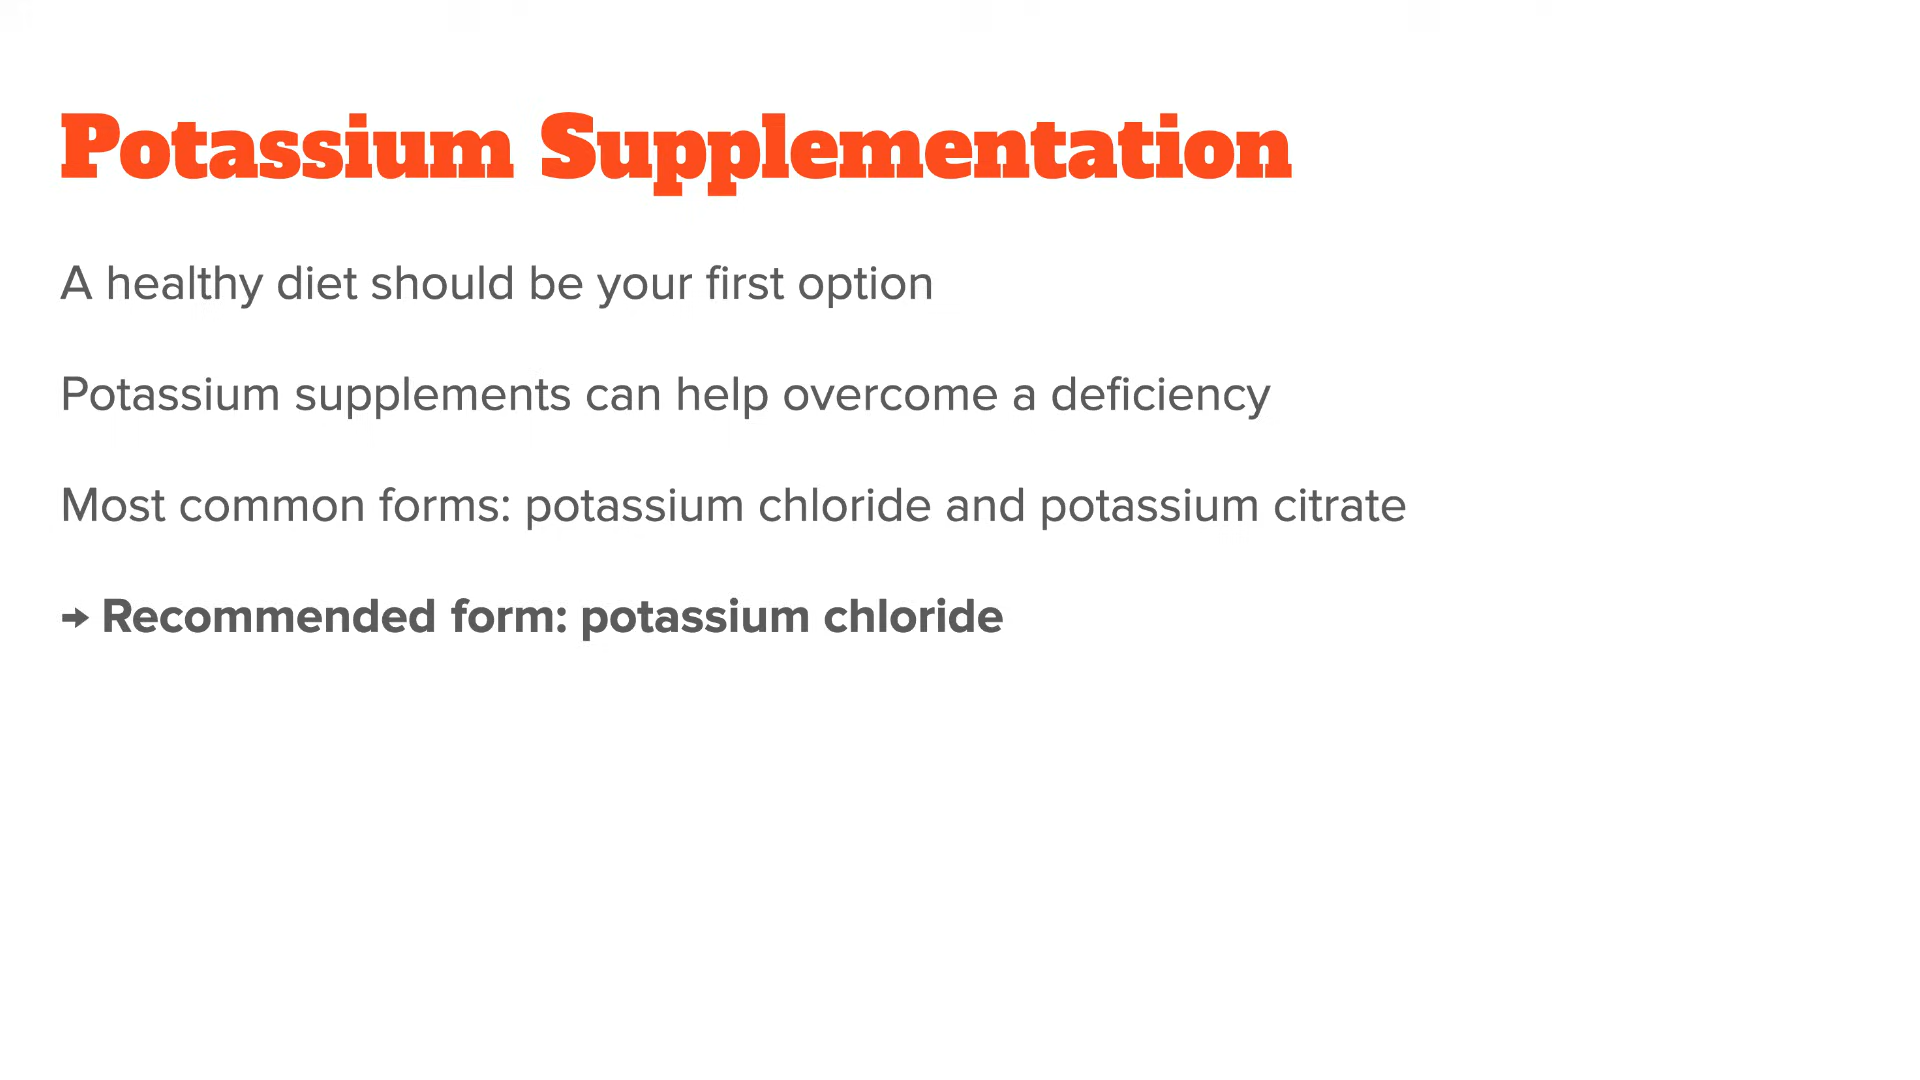 Potassium Supplementation
A healthy diet should be your first option
Potassium supplements can help overcome a deficiency
Most common forms: potassium chloride and potassium citrate
→ Recommended form: potassium chloride